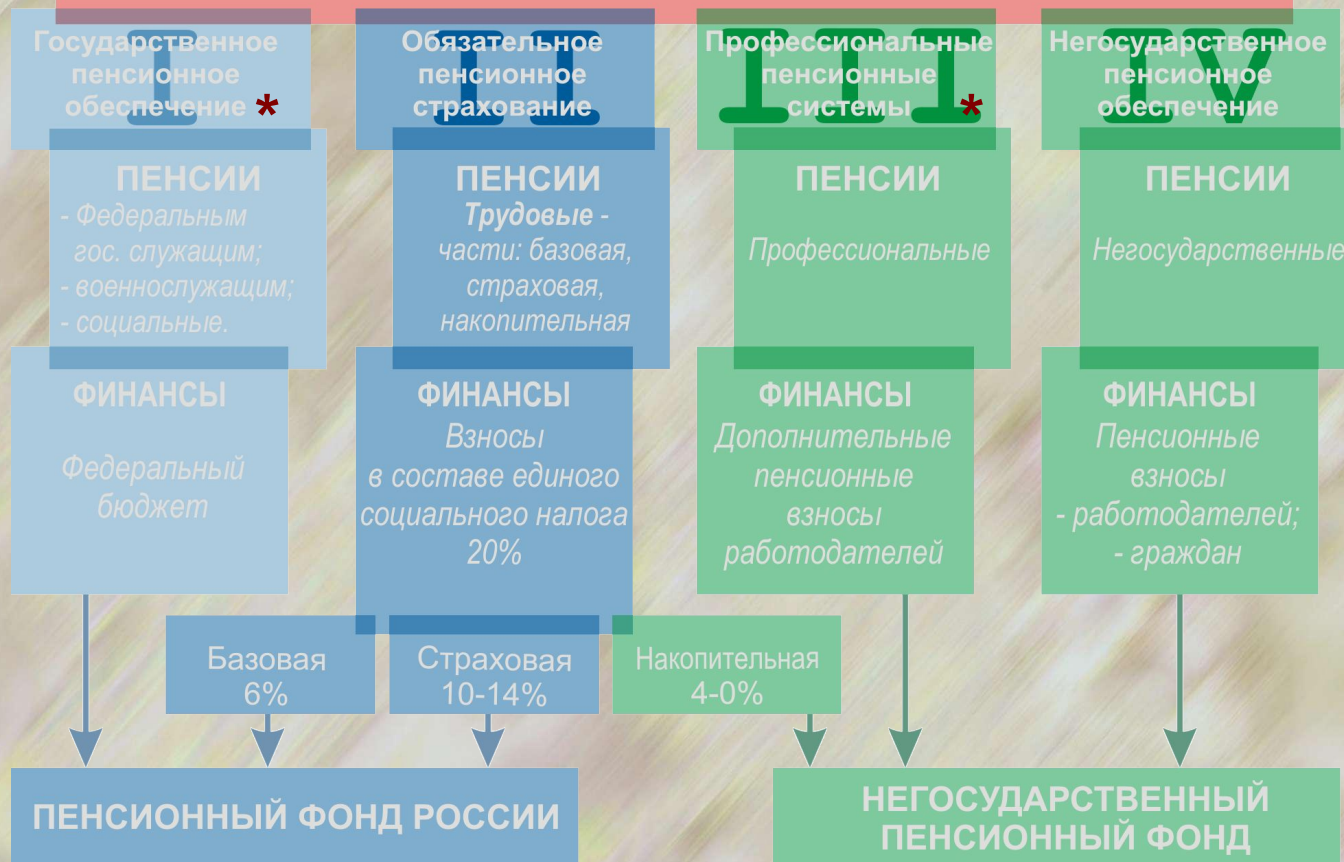 I
Государственное
пенсионное
обеспечение *
II
Обязательное
пенсионное
страхование
III
Профессиональные
пенсионные
системы *
IV
Негосударственное
пенсионное
обеспечение
ПЕНСИИ
- Федеральным
гос. служащим;
- военнослужащим;
- социальные.
ПЕНСИИ
Трудовые -
части: базовая,
страховая,
накопительная
ПЕНСИИ
Профессиональные
ПЕНСИИ
Негосударственные
ФИНАНСЫ
Федеральный
бюджет
ФИНАНСЫ
Взносы
в составе единого
социального налога
20%
ФИНАНСЫ
Дополнительные
пенсионные
взносы
работодателей
ФИНАНСЫ
Пенсионные
взносы
- работодателей;
- граждан
Базовая
6%
Страховая
10-14%
Накопительная
4-0%
ПЕНСИОННЫЙ ФОНД РОССИИ
НЕГОСУДАРСТВЕННЫЙ
ПЕНСИОННЫЙ ФОНД